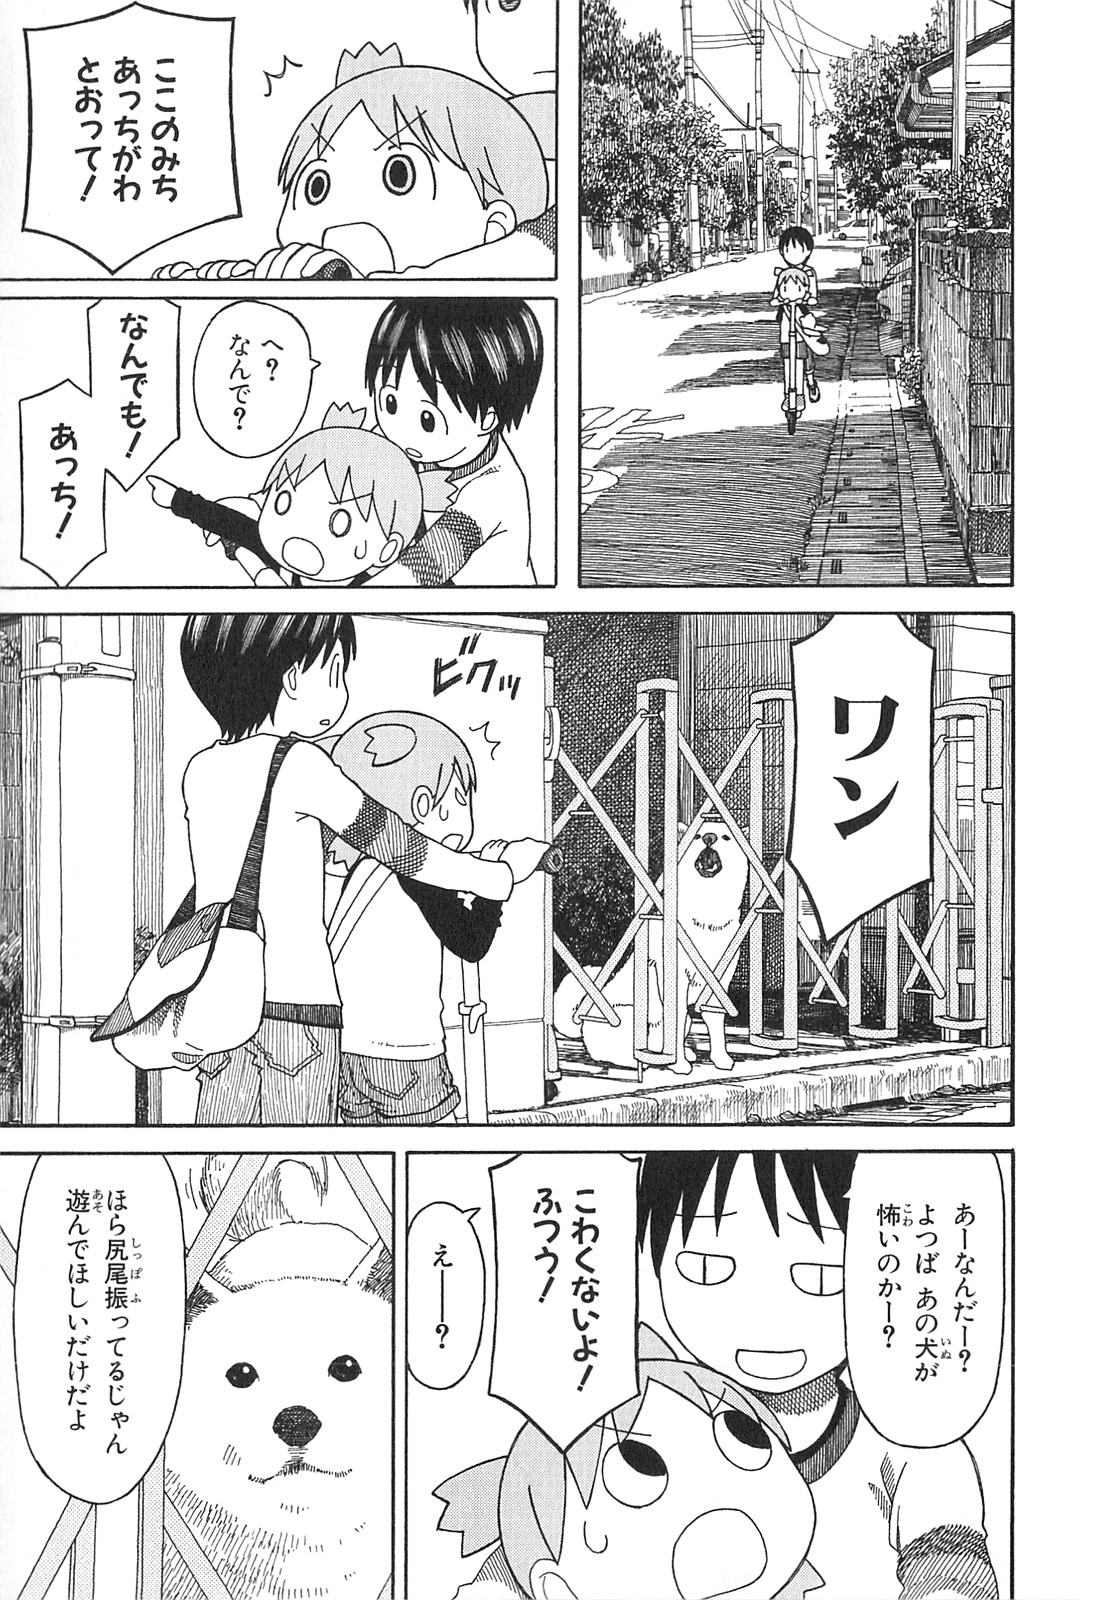 ここのみち
あっちがわ
とおって！
へ？
なんで？
なんでも！
あっち！
ワン
ビクッ
あーなんだー？
よつば あの犬が
怖いのかー？
こわくないよ！
ふつう！
えーー？
ほら尻尾振ってるじゃん
遊んでほしいだけだよ